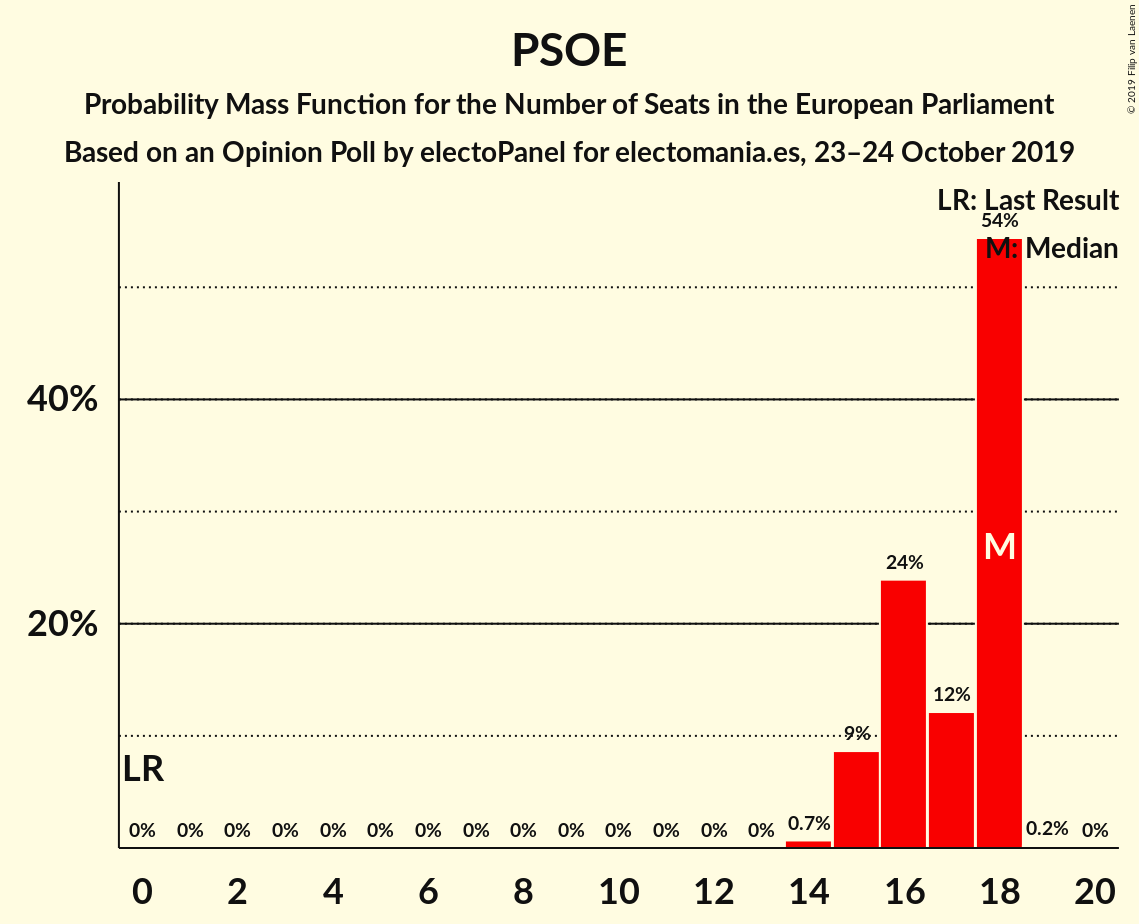 PSOE
Probability Mass Function for the Number of Seats in the European Parliament
Based on an Opinion Poll by electoPanel for electomania.es, 23–24 October 2019
© 2019 Filip van Laenen
LR: Last Result
M: Median
54%
40%
M
24%
20%
12%
9%
LR
0% 0% 0% 0% 0% 0% 0% 0% 0% 0% 0% 0% 0% 0% 0.7% 0.2% 0%
0 2 4 6 8 10 12 14 16 18 20